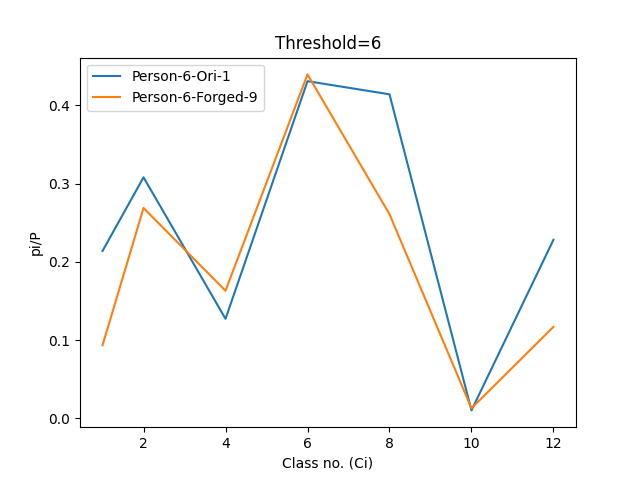 Threshold=6
Person-6-Ori-1
Person-6-Forged-9
pi/P
0.4
0.3
0.2
0.1
0.0
2 4 6 8 10 12
Class no. (Ci)